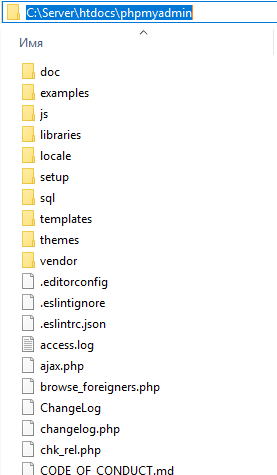 C:\Server\htdocs\phpmyadmin
Имя
doc
examples
js
libraries
locale
setup
sql
templates
themes
vendor
.editorconfig
.eslintignore
.eslintrc.json
access.log
ajax.php
browse_foreigners.php
ChangeLog
changelog.php
chk_rel.php
CODE_OF_CONDUCT.md